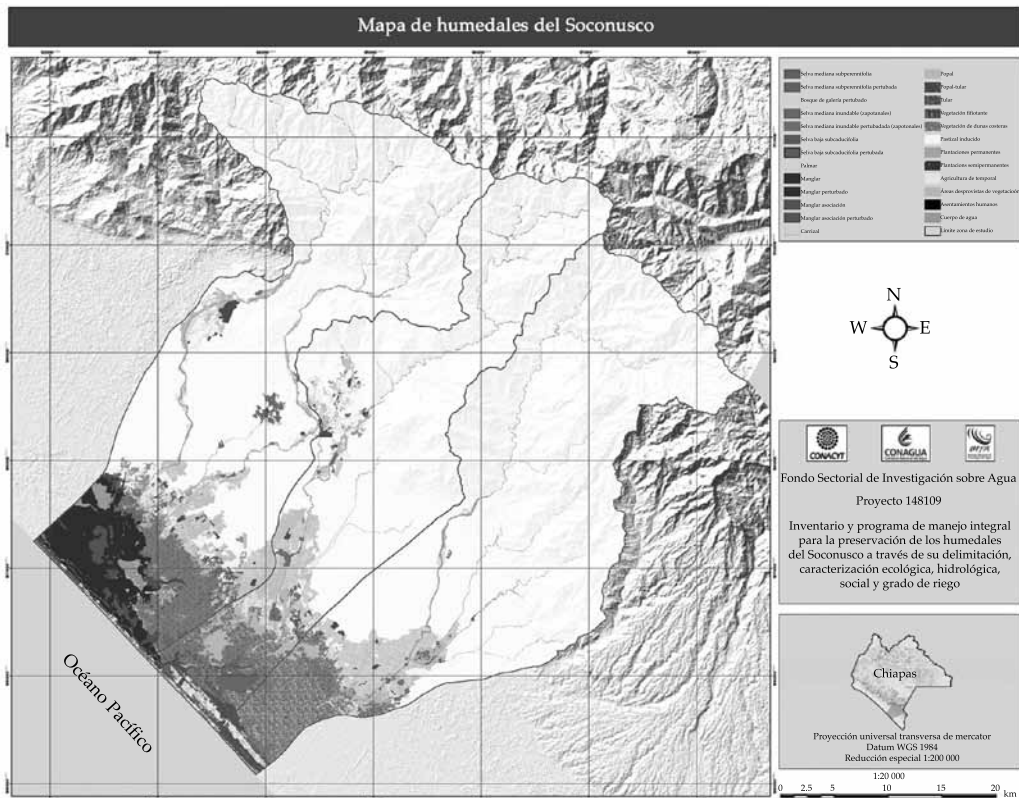 Mapa de humedales del Soconusco
Océano Pacífico
Selva mediana subperennifolia
Selva mediana subperennifolia pertubada
Bosque de galería pertubado
Selva mediana inundable (zapotonales)
Selva mediana inundable pertubadada (zapotonales)
Selva baja subcaducifolia
Selva baja subcaducifolia pertubada
Palmar
Manglar
Manglar perturbado
Manglar asociación
Manglar asociación perturbado
Carrizal
Popal
Popal-tular
Tular
Vegetación flotante
Vegetación de dunas costeras
Pastizal inducido
Plantaciones permanentes
Plantacions semipermanentes
Agricultura de temporal
Áreas desprovistas de vegetación
Asentamientos humanos
Cuerpo de agua
Límite zona de estudio
N
W
E
S
CONACYT
CONAGUA
Fondo Sectorial de Investigación sobre Agua
Proyecto 148109
Inventario y programa de manejo integral
para la preservación de los humedales
del Soconusco a través de su delimitación,
caracterización ecológica, hidrológica,
social y grado de riego
Chiapas
Proyección universal transversa de mercator
Datum WGS 1984
Reducción especial 1:200 000
1:20 000
0 2.5 5 10 15 20 km